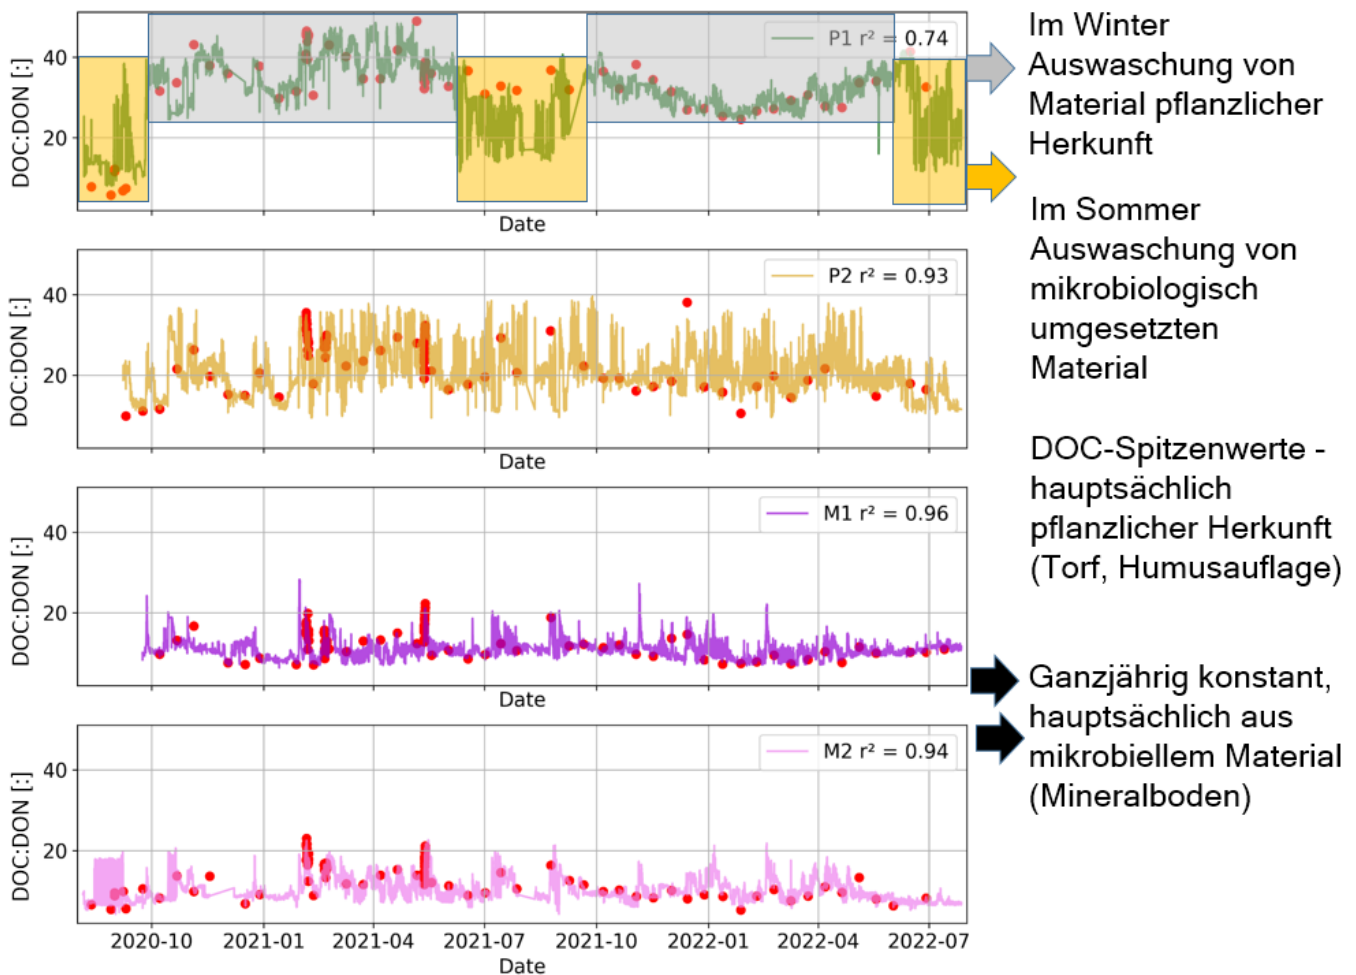 DOC:DON [:]
40
20
P1 r² = 0.74
Date
DOC:DON [:]
40
20
P2 r² = 0.93
Date
DOC:DON [:]
40
20
M1 r² = 0.96
Date
DOC:DON [:]
40
20
M2 r² = 0.94
2020-10 2021-01 2021-04 2021-07 2021-10 2022-01 2022-04 2022-07
Date
Im Winter
Auswaschung von
Material pflanzlicher
Herkunft
Im Sommer
Auswaschung von
mikrobiologisch
umgesetzten
Material
DOC-Spitzenwerte -
hauptsächlich
pflanzlicher Herkunft
(Torf, Humusauflage)
Ganzjährig konstant,
hauptsächlich aus
mikrobiellem Material
(Mineralboden)